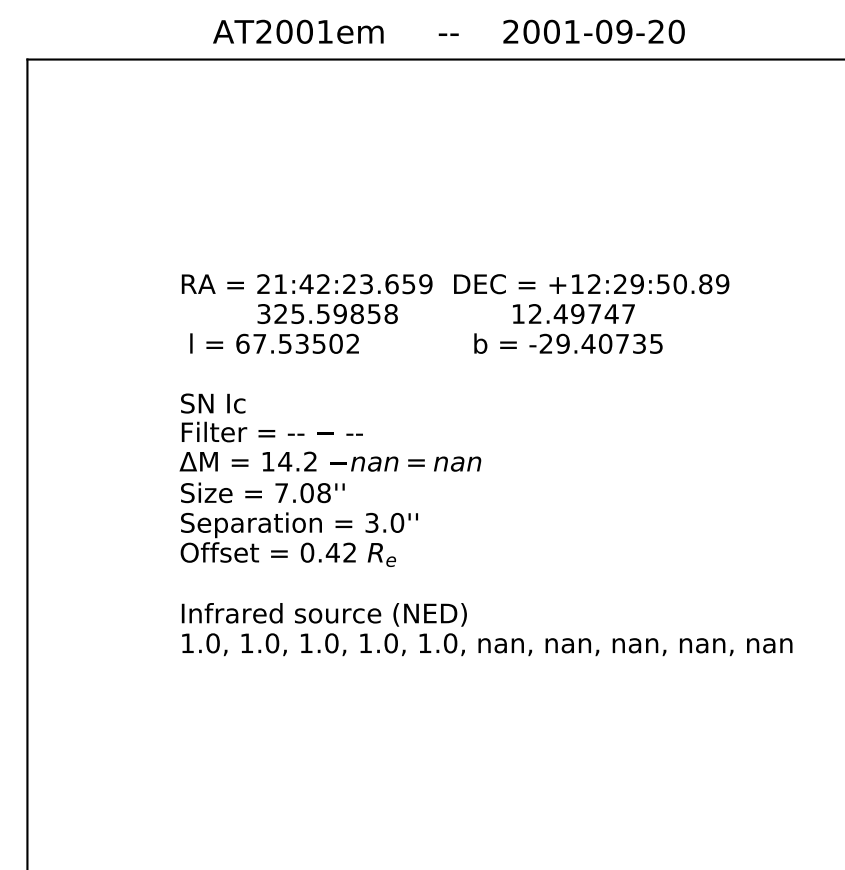 AT2001em -- 2001-09-20
RA = 21:42:23.659 DEC = +12:29:50.89
325.59858 12.49747
l = 67.53502 b = -29.40735
SN Ic
Filter = -- − --
ΔM = 14.2 −nan = nan
Size = 7.08''
Separation = 3.0''
Offset = 0.42 Rₑ
Infrared source (NED)
1.0, 1.0, 1.0, 1.0, 1.0, nan, nan, nan, nan, nan